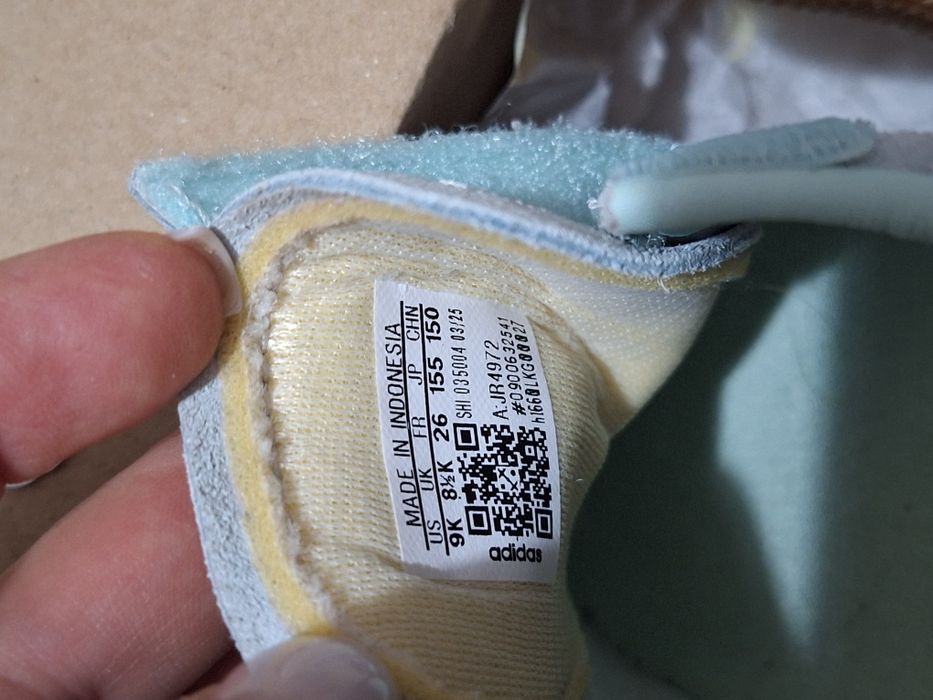 MADE IN INDONESIA
US UK FR JP CHN
9K 8½K 26 155 150
SHI 035004 03/25
A:JR4972
#0900632541
adidas